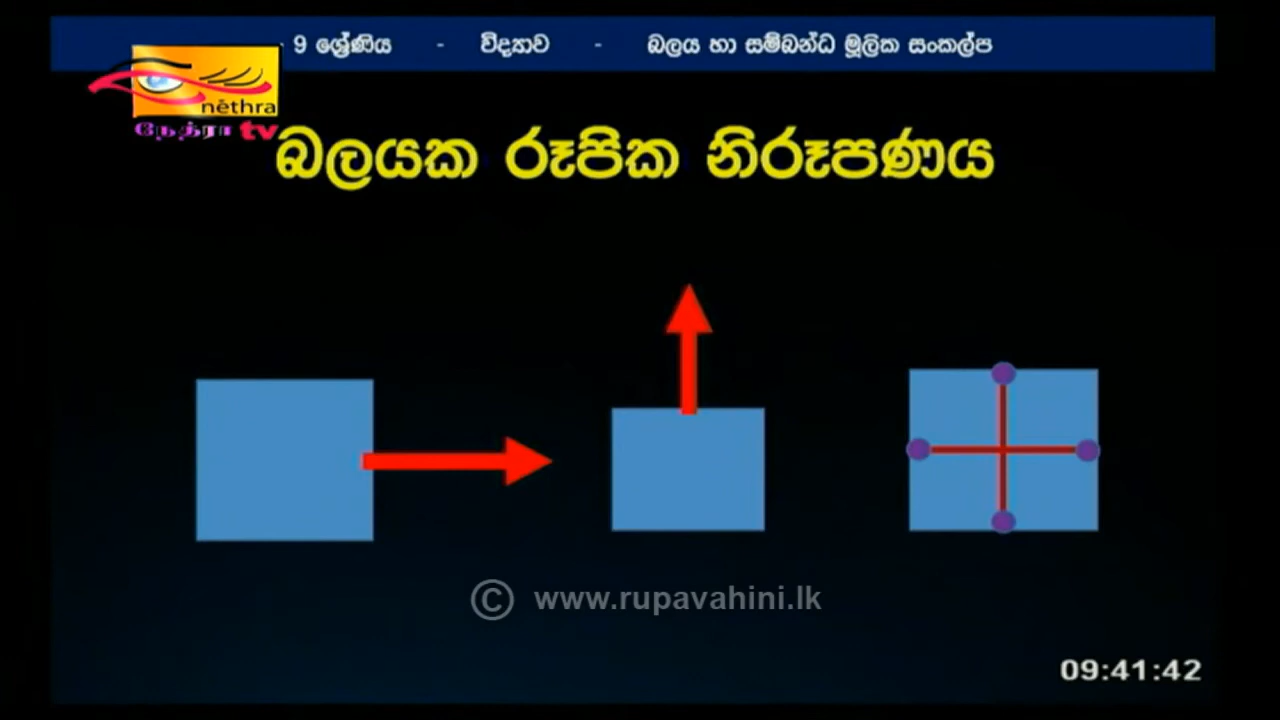 9 ශ්‍රේණිය - විද්‍යාව - බලය හා සම්බන්ධ මූලික සංකල්ප
nēthra
நேத்ரா tv
බලයක රූපික නිරූපණය
© www.rupavahini.lk
09:41:42